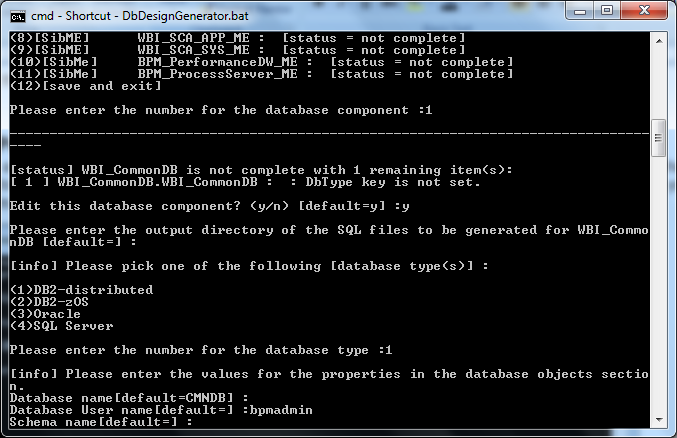 cmd - Shortcut - DbDesignGenerator.bat
(8)[SibME]      WBI_SCA_APP_ME :  [status = not complete]
(9)[SibME]      WBI_SCA_SYS_ME :  [status = not complete]
(10)[SibMe]     BPM_PerformanceDW_ME :  [status = not complete]
(11)[SibMe]     BPM_ProcessServer_ME :  [status = not complete]
(12)[save and exit]
Please enter the number for the database component :1
--------------------------------------------------------------------------------
----
[status] WBI_CommonDB is not complete with 1 remaining item(s):
[ 1 ] WBI_CommonDB.WBI_CommonDB :  : DbType key is not set.
Edit this database component? (y/n) [default=y] :y
Please enter the output directory of the SQL files to be generated for WBI_Commo
nDB [default=] :
[info] Please pick one of the following [database type(s)] :
(1)DB2-distributed
(2)DB2-zOS
(3)Oracle
(4)SQL Server
Please enter the number for the database type :1
[info] Please enter the values for the properties in the database objects sectio
n.
Database name[default=CMNDB] :
Database User name[default=] :bpmadmin
Schema name[default=] :